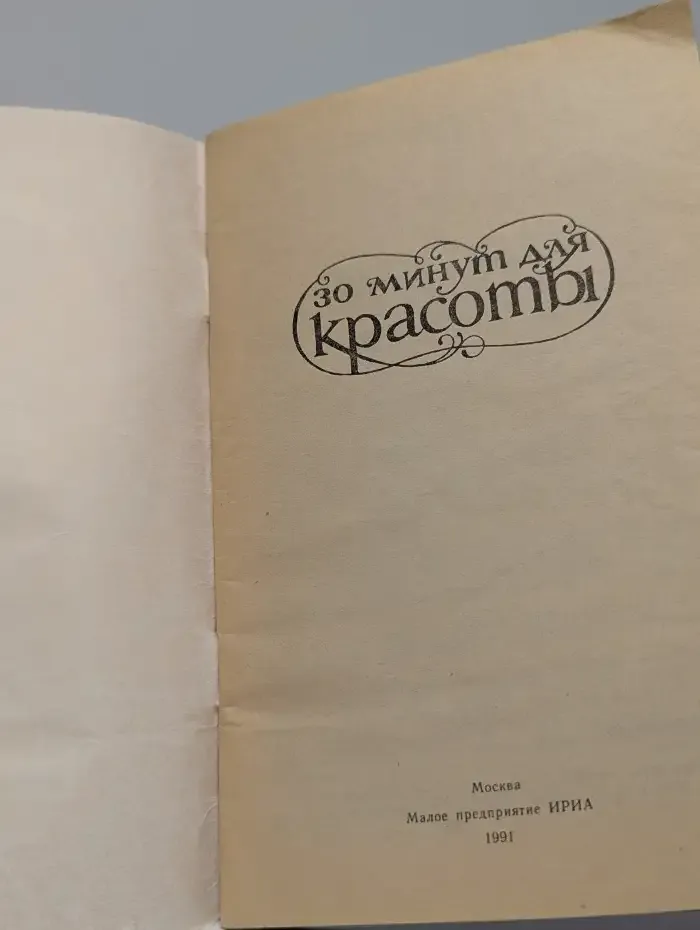 30 минут для
красоты
Москва
Малое предприятие ИРИА
1991